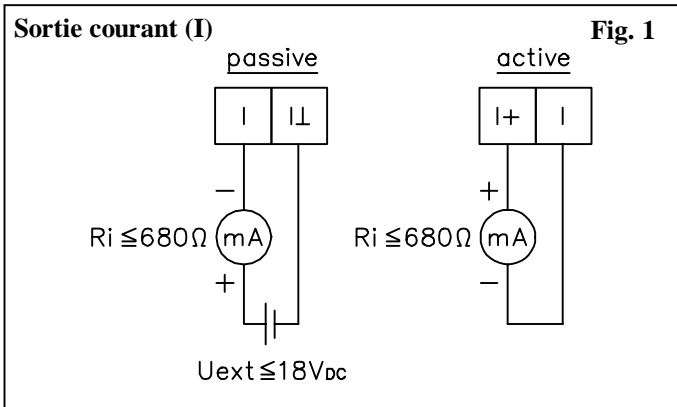 Sortie courant (I)
Fig. 1
passive
active
I
I⊥
I+
I
−
+
Ri ≦680Ω
mA
+
−
Ri ≦680Ω
mA
Uext≦18VDC